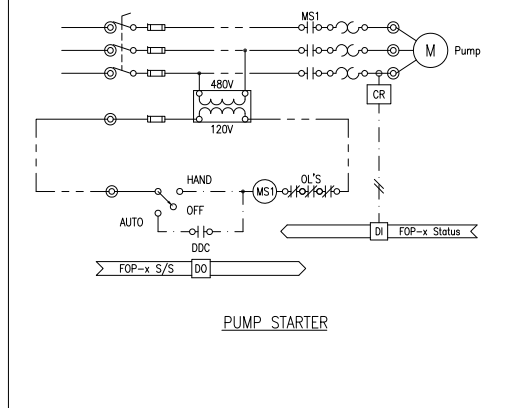 MS1
M Pump
CR
480V
120V
HAND
OFF
AUTO
DDC
MS1
OL'S
DI FOP-x Status
FOP-x S/S DO
PUMP STARTER